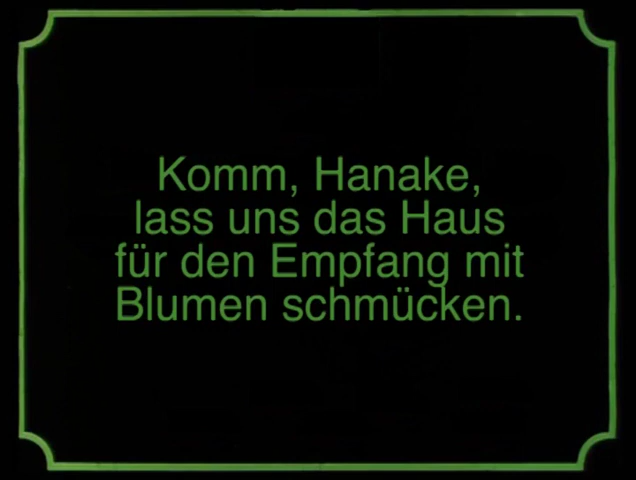 Komm, Hanake,
lass uns das Haus
für den Empfang mit
Blumen schmücken.